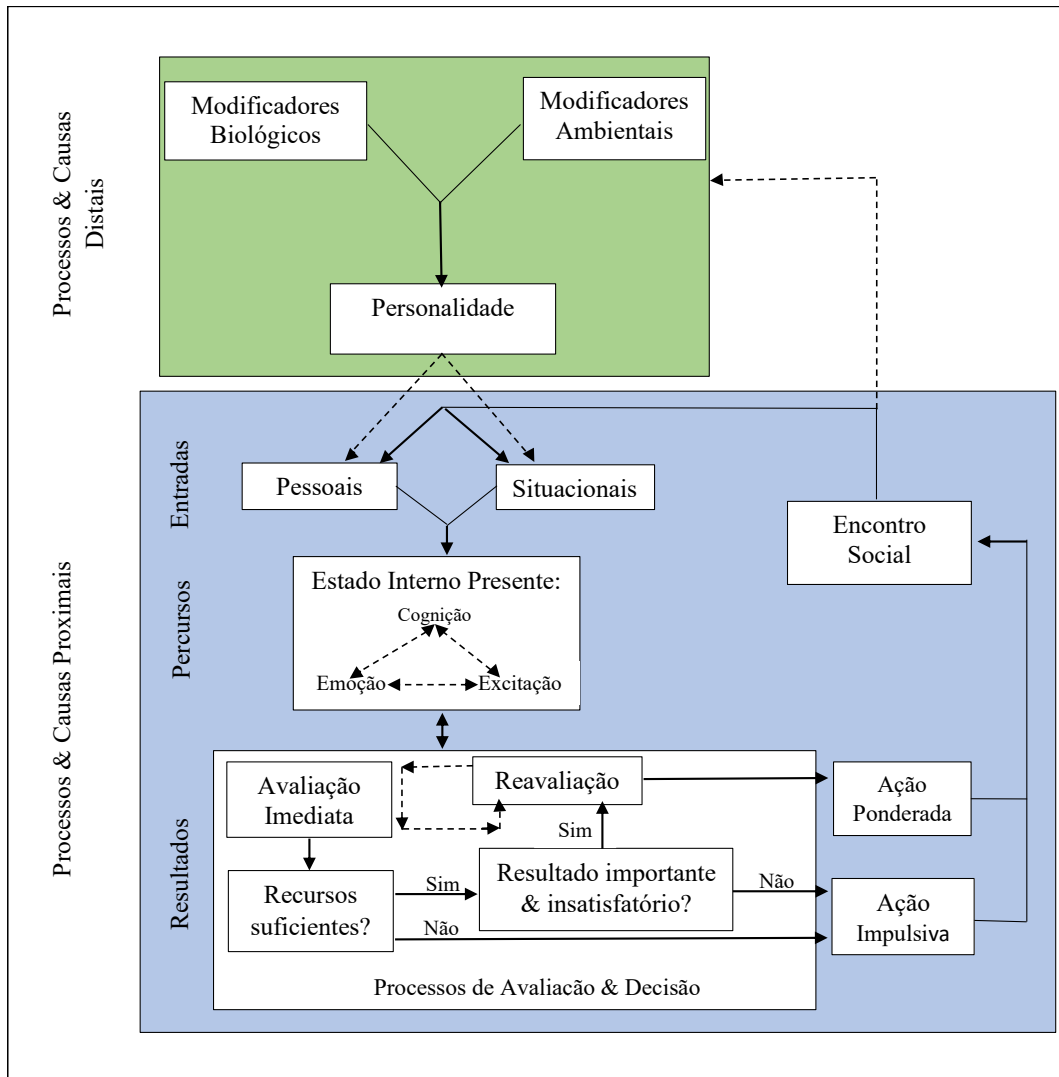 Processos & Causas
Distais
Modificadores
Biológicos
Modificadores
Ambientais
Personalidade
Processos & Causas Proximais
Entradas
Pessoais
Situacionais
Encontro
Social
Percursos
Estado Interno Presente:
Cognição
Emoção
Excitação
Resultados
Avaliação
Imediata
Reavaliação
Ação
Ponderada
Sim
Recursos
suficientes?
Sim
Resultado importante
& insatisfatório?
Não
Ação
Impulsiva
Não
Processos de Avaliacão & Decisão